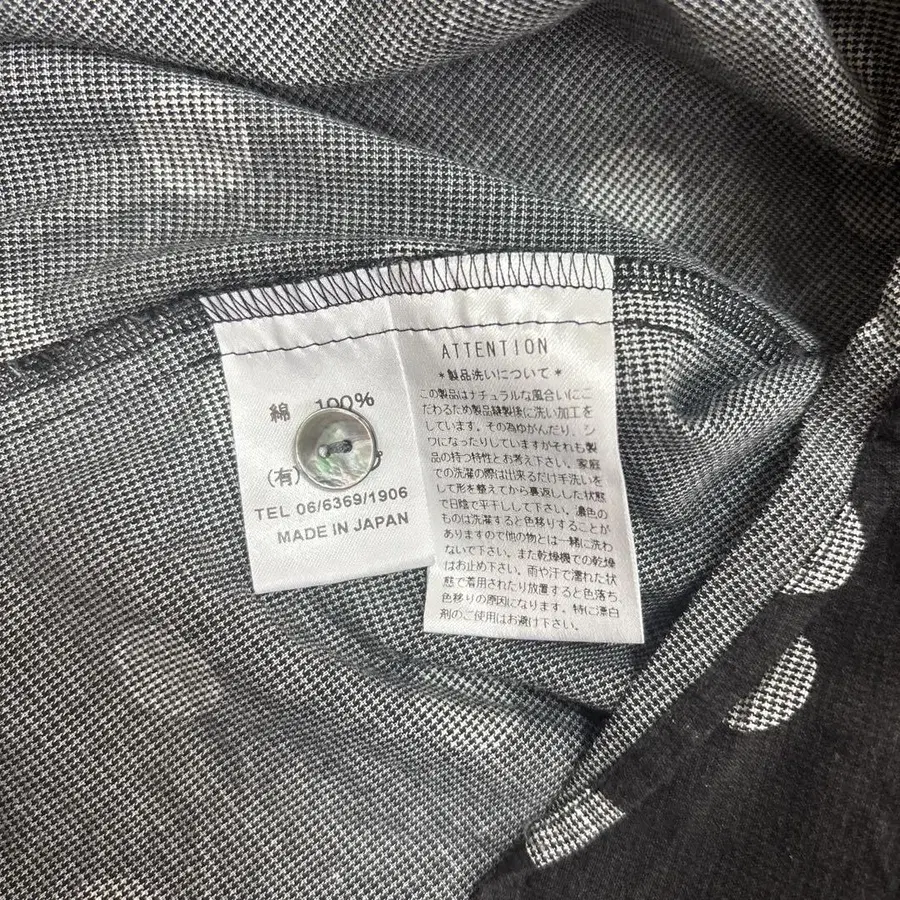 綿 100%
(有)
TEL 06/6369/1906
MADE IN JAPAN
ATTENTION
*製品洗いについて*
この製品はナチュラルな風合いにこ
だわるため製品縫製後に洗い加工を
しています。その為ゆがんだり、シ
ワになったりしていますがそれも製
品の持つ特性とお考え下さい。家庭
での洗濯の際は出来るだけ手洗いを
して形を整えてから裏返しした状態
で日陰で平干しして下さい。濃色の
ものは洗濯すると色移りすることが
ありますので他の物とは一緒に洗わ
ないで下さい。また乾燥機での乾燥
はお止め下さい。雨や汗で濡れた状
態で着用されたり放置すると色落ち
色移りの原因になります。特に漂白
剤のご使用はお避け下さい。